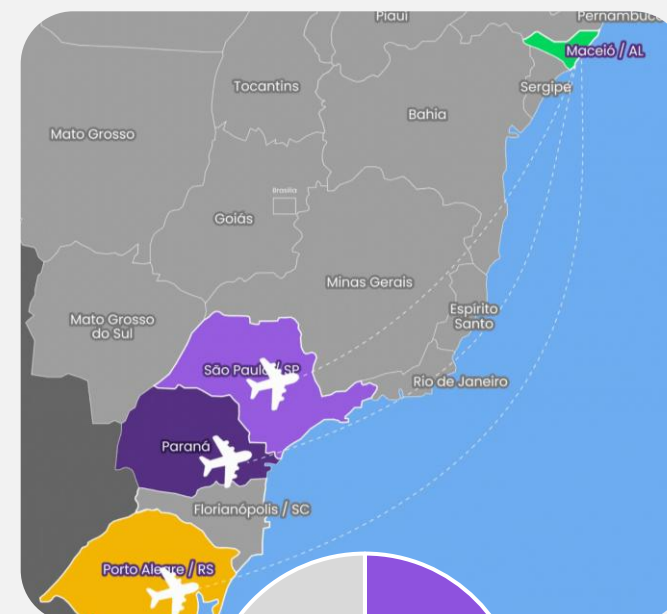 Piauí
Pernambuco
Maceió / AL
Tocantins
Sergipe
Bahia
Mato Grosso
Brasília
Goiás
Minas Gerais
Mato Grosso
do Sul
Espírito
Santo
São Paulo / SP
Rio de Janeiro
Paraná
Florianópolis / SC
Porto Alegre / RS